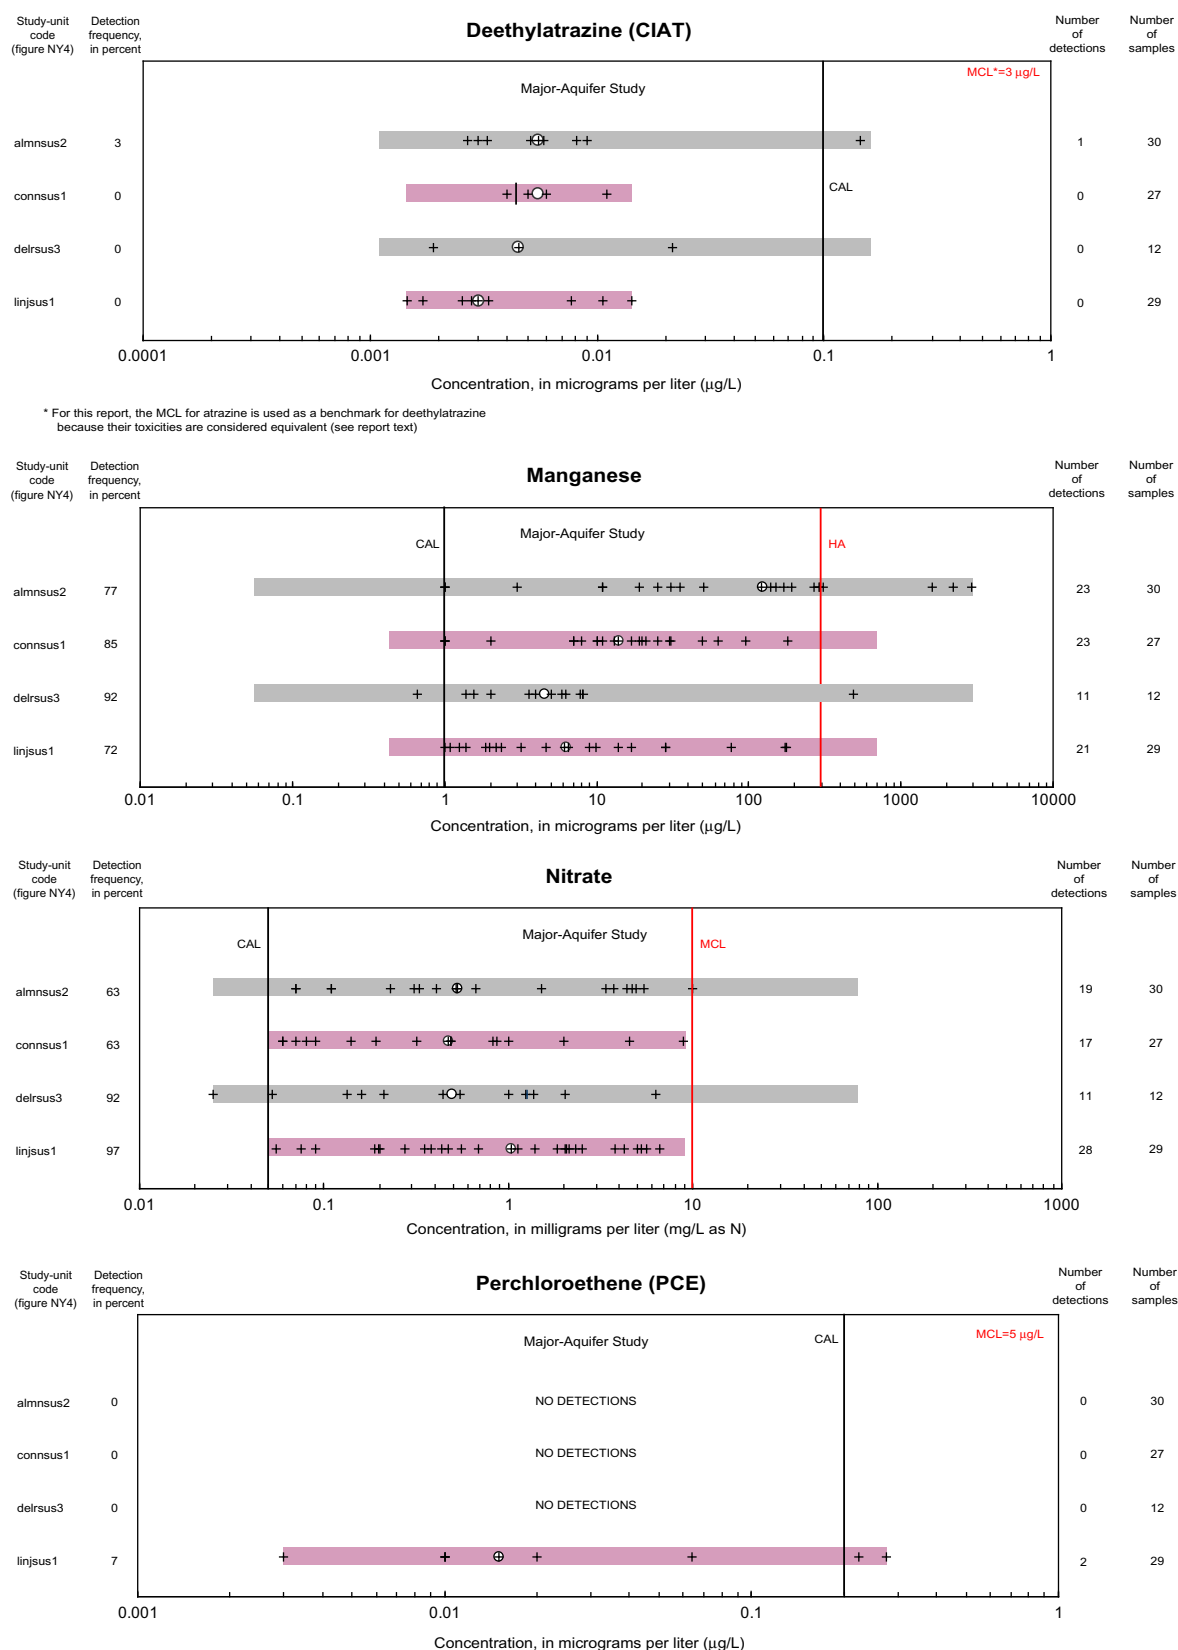 Study-unit code (figure NY4)
Detection frequency, in percent
Deethylatrazine (CIAT)
Number of detections
Number of samples
Major-Aquifer Study
MCL*=3 µg/L
almnsus2 3 1 30
connsus1 0 CAL 0 27
delrsus3 0 0 12
linjsus1 0 0 29
0.0001 0.001 0.01 0.1 1
Concentration, in micrograms per liter (µg/L)
* For this report, the MCL for atrazine is used as a benchmark for deethylatrazine
because their toxicities are considered equivalent (see report text)
Study-unit code (figure NY4)
Detection frequency, in percent
Manganese
Number of detections
Number of samples
Major-Aquifer Study
CAL HA
almnsus2 77 23 30
connsus1 85 23 27
delrsus3 92 11 12
linjsus1 72 21 29
0.01 0.1 1 10 100 1000 10000
Concentration, in micrograms per liter (µg/L)
Study-unit code (figure NY4)
Detection frequency, in percent
Nitrate
Number of detections
Number of samples
Major-Aquifer Study
CAL MCL
almnsus2 63 19 30
connsus1 63 17 27
delrsus3 92 11 12
linjsus1 97 28 29
0.01 0.1 1 10 100 1000
Concentration, in milligrams per liter (mg/L as N)
Study-unit code (figure NY4)
Detection frequency, in percent
Perchloroethene (PCE)
Number of detections
Number of samples
Major-Aquifer Study CAL MCL=5 µg/L
almnsus2 0 NO DETECTIONS 0 30
connsus1 0 NO DETECTIONS 0 27
delrsus3 0 NO DETECTIONS 0 12
linjsus1 7 2 29
0.001 0.01 0.1 1
Concentration, in micrograms per liter (µg/L)